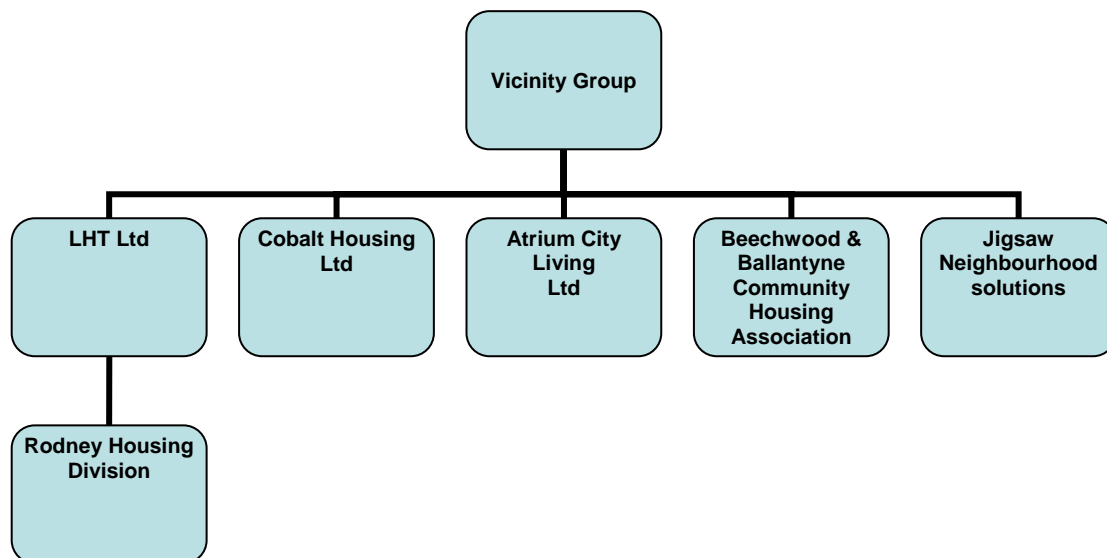 Vicinity Group
LHT Ltd
Cobalt Housing
Ltd
Atrium City
Living
Ltd
Beechwood &
Ballantyne
Community
Housing
Association
Jigsaw
Neighbourhood
solutions
Rodney Housing
Division